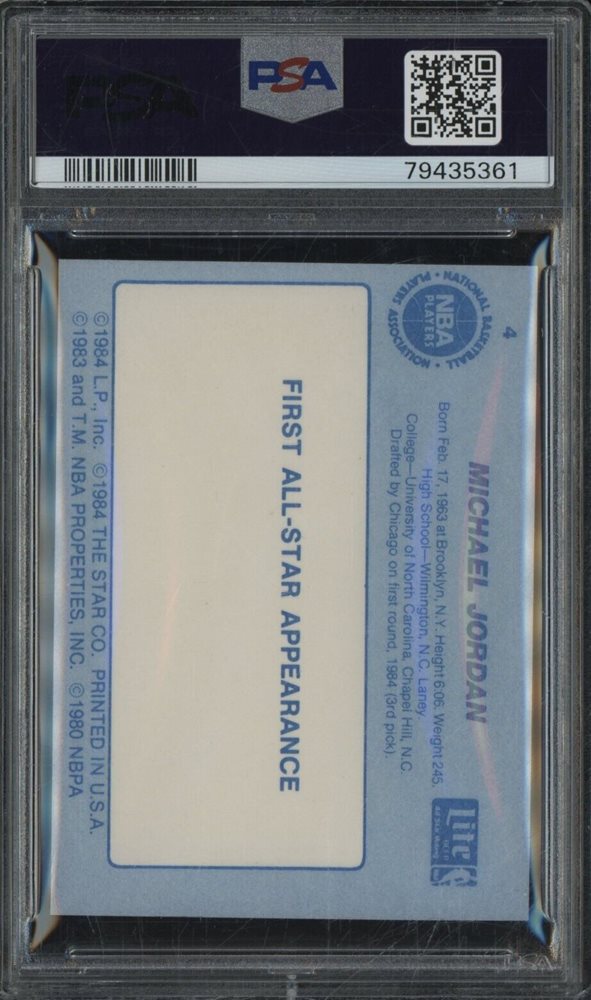 PSA
79435361
4
NATIONAL BASKETBALL
PLAYERS ASSOCIATION
NBA
PLAYERS
MICHAEL JORDAN
Born Feb. 17, 1963 at Brooklyn, N.Y. Height 6:06. Weight 245.
High School—Wilmington, N.C. Laney
College—University of North Carolina, Chapel Hill, N.C.
Drafted by Chicago on first round, 1984 (3rd pick).
Lite
FIRST ALL-STAR APPEARANCE
©1984 L.P., Inc. ©1984 THE STAR CO. PRINTED IN U.S.A.
©1983 and T.M. NBA PROPERTIES, INC. ©1980 NBPA